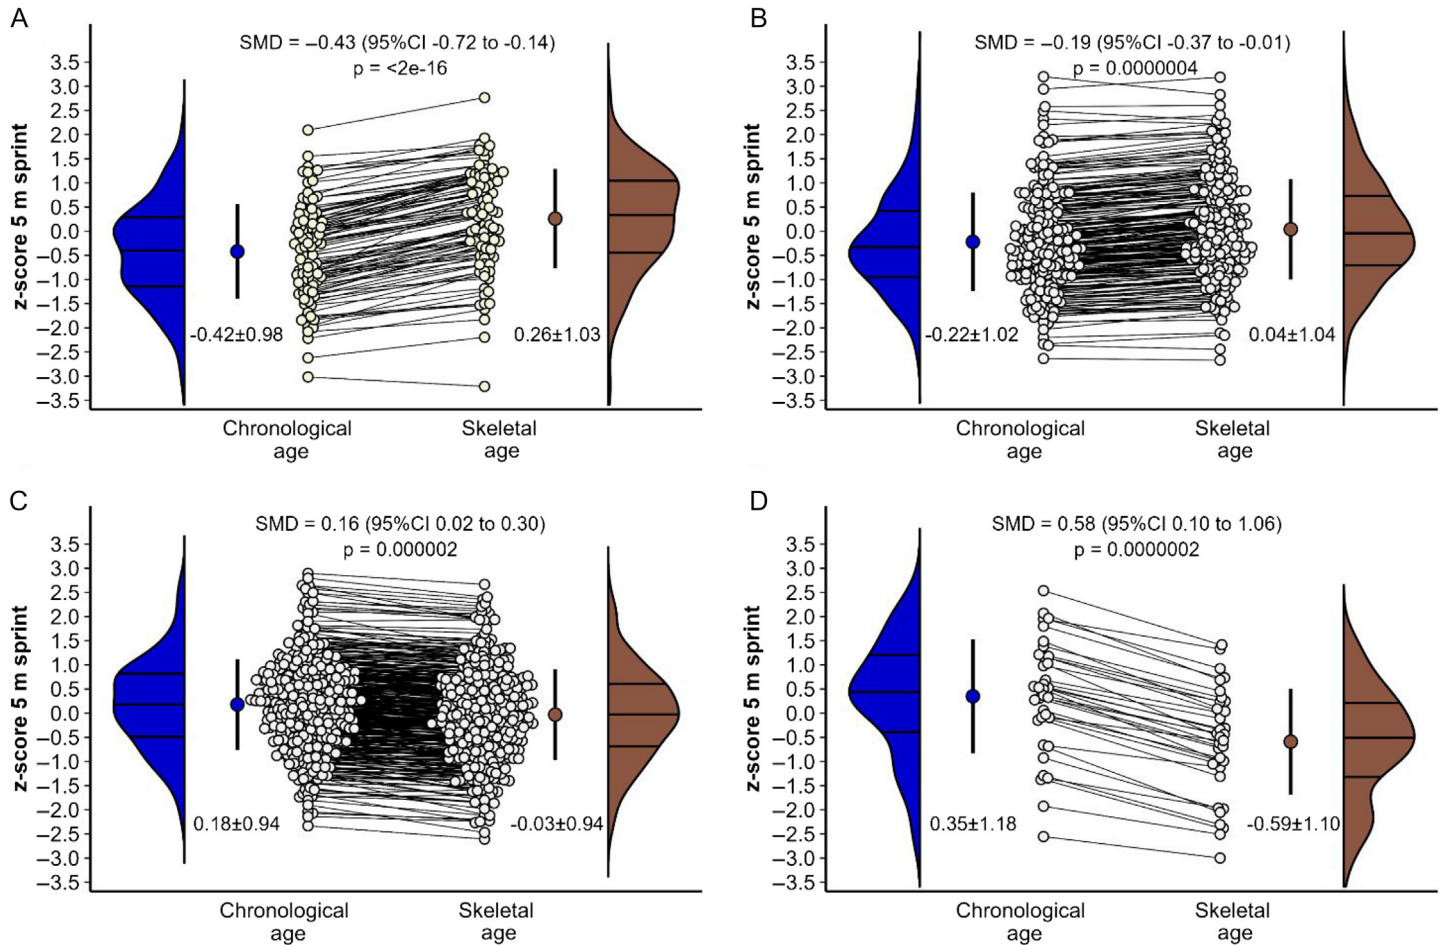 A
SMD = –0.43 (95%CI -0.72 to -0.14)
p = <2e-16
z-score 5 m sprint
3.5
3.0
2.5
2.0
1.5
1.0
0.5
0.0
–0.5
–1.0
–1.5
–2.0
–2.5
–3.0
–3.5
-0.42±0.98
0.26±1.03
Chronological
age
Skeletal
age
B
SMD = –0.19 (95%CI -0.37 to -0.01)
p = 0.0000004
z-score 5 m sprint
3.5
3.0
2.5
2.0
1.5
1.0
0.5
0.0
–0.5
–1.0
–1.5
–2.0
–2.5
–3.0
–3.5
-0.22±1.02
0.04±1.04
Chronological
age
Skeletal
age
C
SMD = 0.16 (95%CI 0.02 to 0.30)
p = 0.000002
z-score 5 m sprint
3.5
3.0
2.5
2.0
1.5
1.0
0.5
0.0
–0.5
–1.0
–1.5
–2.0
–2.5
–3.0
–3.5
0.18±0.94
-0.03±0.94
Chronological
age
Skeletal
age
D
SMD = 0.58 (95%CI 0.10 to 1.06)
p = 0.0000002
z-score 5 m sprint
3.5
3.0
2.5
2.0
1.5
1.0
0.5
0.0
–0.5
–1.0
–1.5
–2.0
–2.5
–3.0
–3.5
0.35±1.18
-0.59±1.10
Chronological
age
Skeletal
age